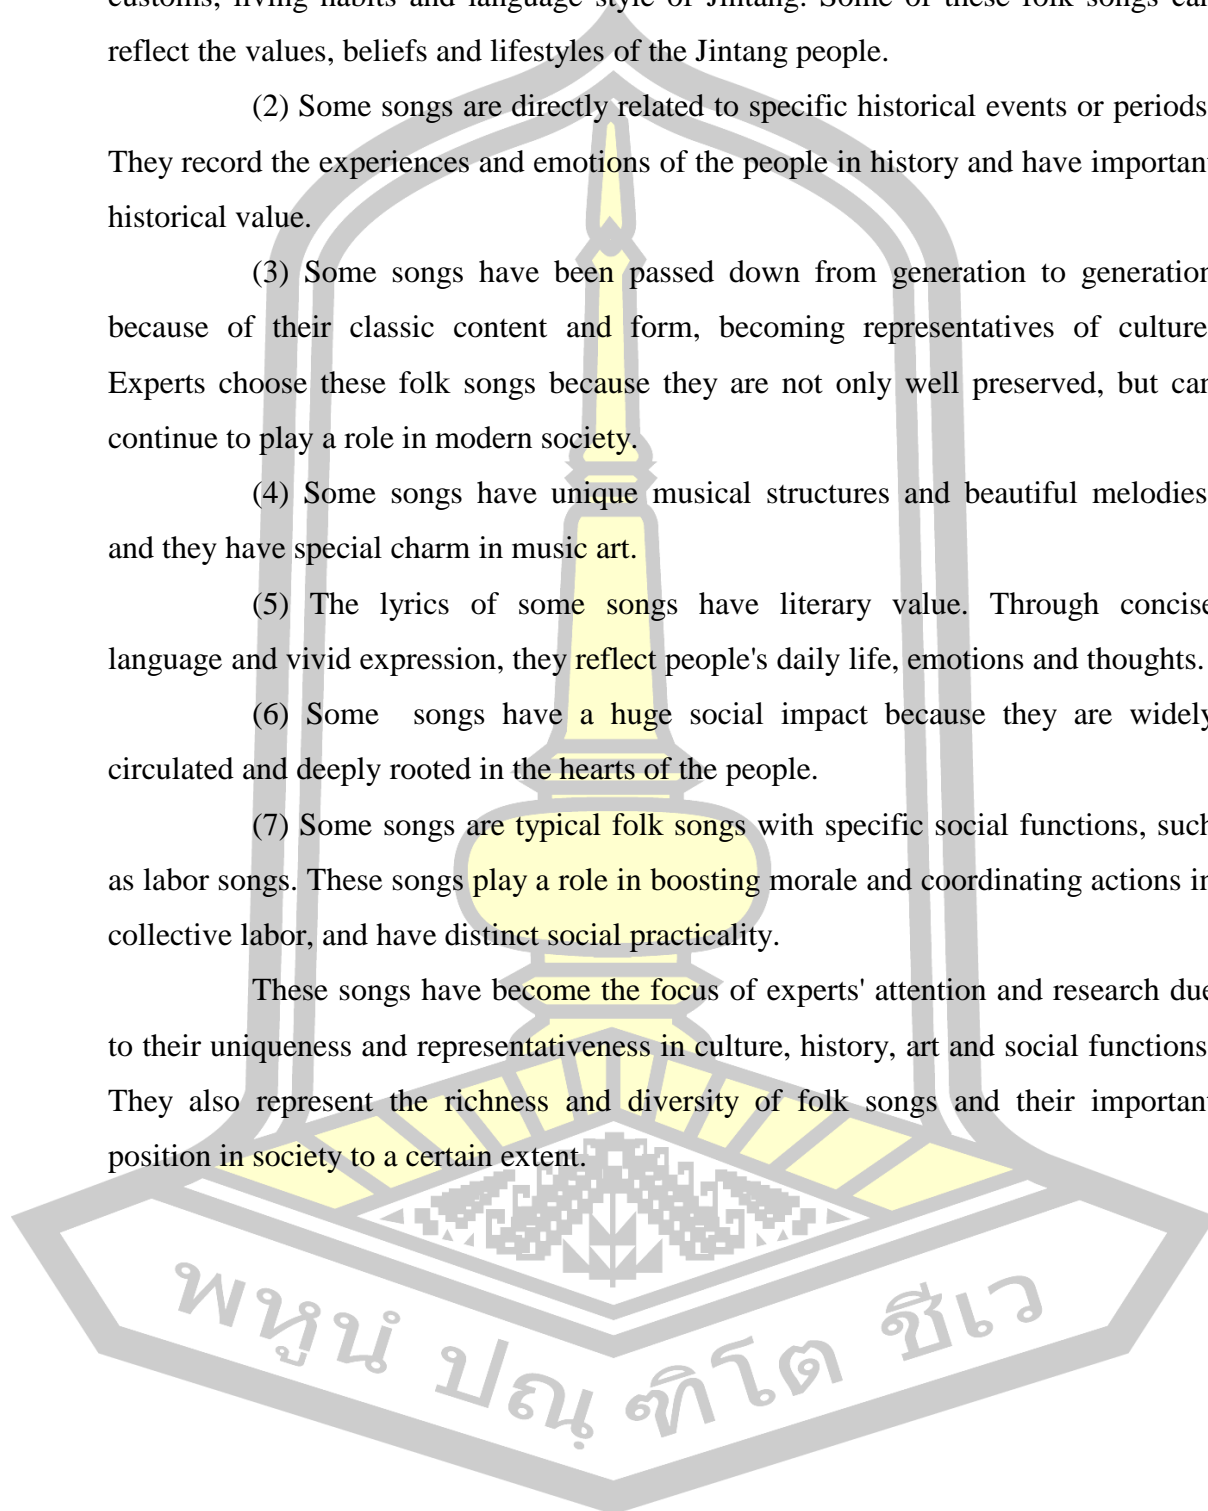 customs, living habits and language style of Jintang. Some of these folk songs can
reflect the values, beliefs and lifestyles of the Jintang people.
(2) Some songs are directly related to specific historical events or periods
They record the experiences and emotions of the people in history and have important
historical value.
(3) Some songs have been passed down from generation to generation
because of their classic content and form, becoming representatives of culture
Experts choose these folk songs because they are not only well preserved, but can
continue to play a role in modern society.
(4) Some songs have unique musical structures and beautiful melodies
and they have special charm in music art.
(5) The lyrics of some songs have literary value. Through concise
language and vivid expression, they reflect people's daily life, emotions and thoughts.
(6) Some songs have a huge social impact because they are widely
circulated and deeply rooted in the hearts of the people.
(7) Some songs are typical folk songs with specific social functions, such
as labor songs. These songs play a role in boosting morale and coordinating actions in
collective labor, and have distinct social practicality.
These songs have become the focus of experts' attention and research due
to their uniqueness and representativeness in culture, history, art and social functions
They also represent the richness and diversity of folk songs and their important
position in society to a certain extent.
พหูนํ ปณฺฑิโต ชีเว